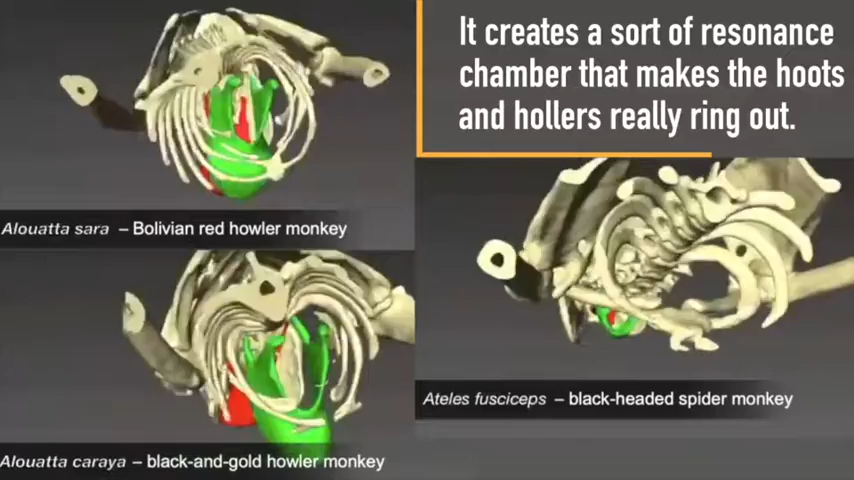 It creates a sort of resonance
chamber that makes the hoots
and hollers really ring out.
Alouatta sara – Bolivian red howler monkey
Ateles fusciceps – black-headed spider monkey
Alouatta caraya – black-and-gold howler monkey